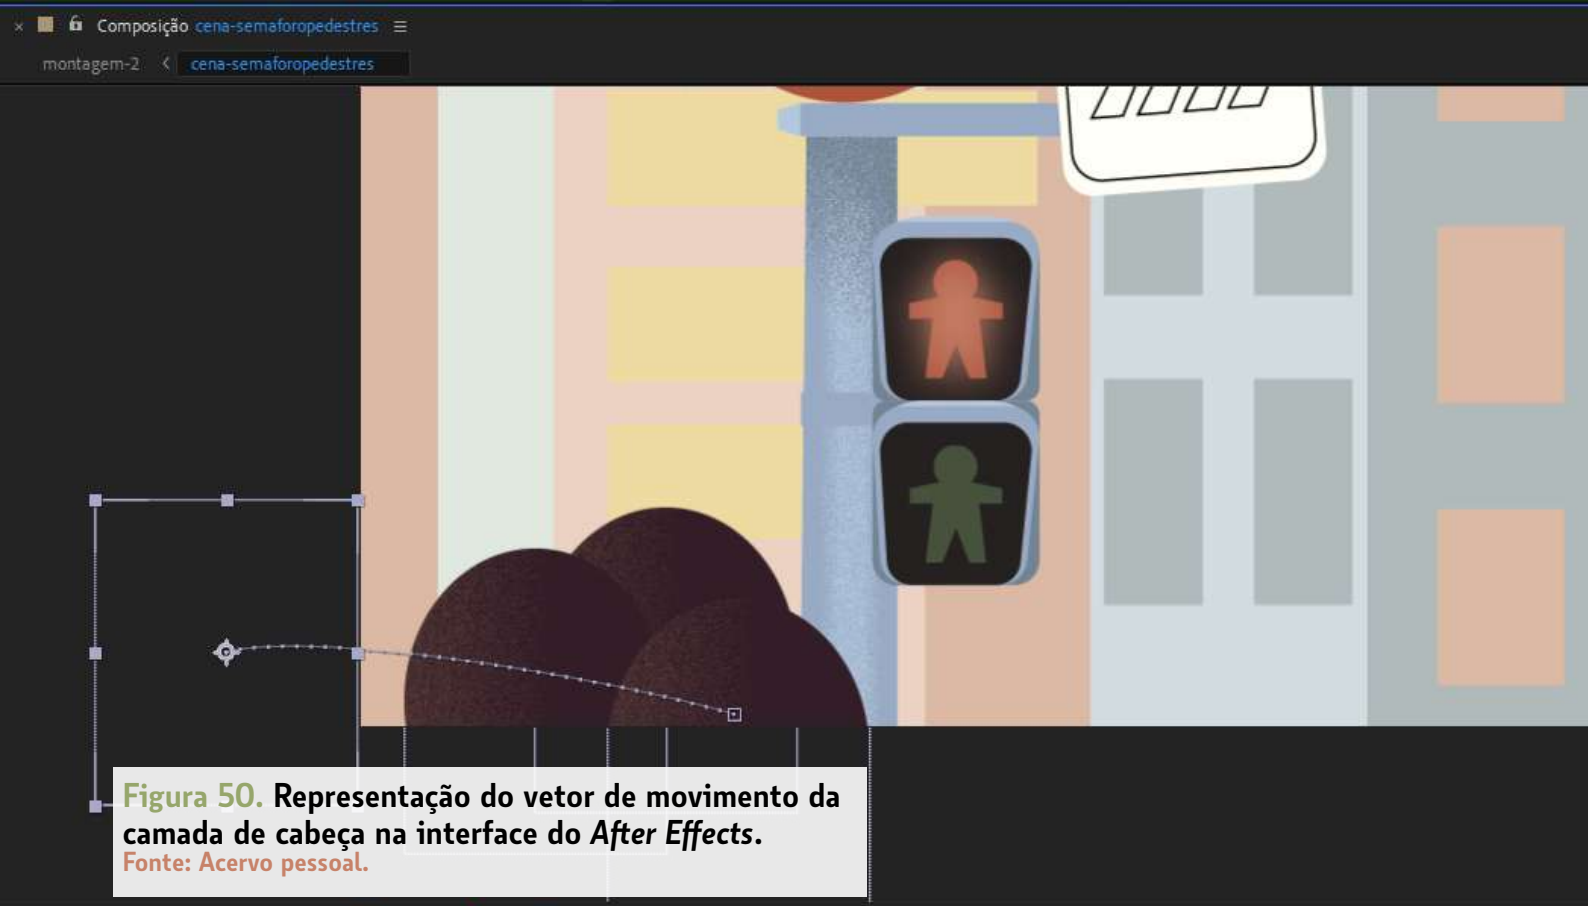 × Composição cena-semaforopedestres ≡
montagem-2 < cena-semaforopedestres
Figura 50. Representação do vetor de movimento da
camada de cabeça na interface do After Effects.
Fonte: Acervo pessoal.